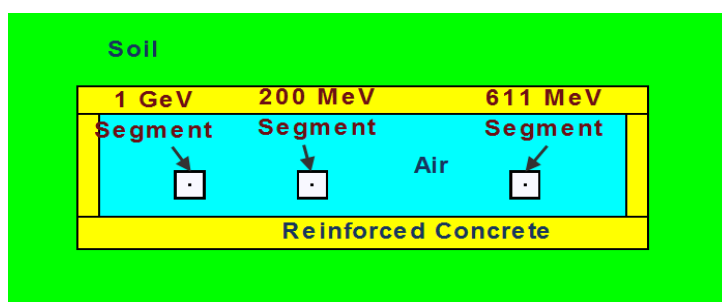 Soil
1 GeV
Segment
200 MeV
Segment
611 MeV
Segment
Air
Reinforced Concrete